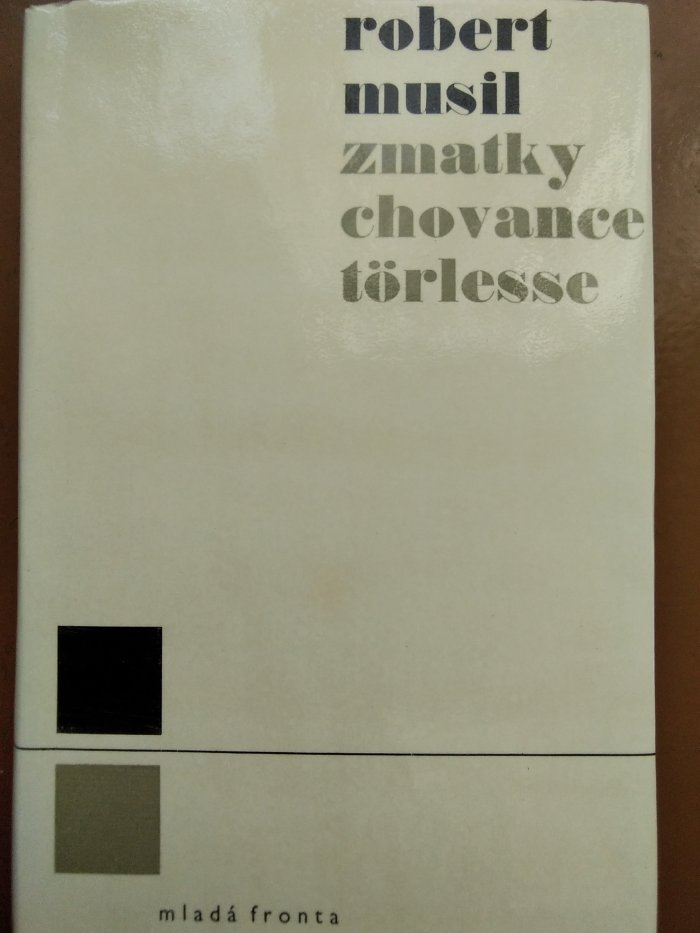 robert
musil
zmatky
chovance
törlesse
mladá fronta